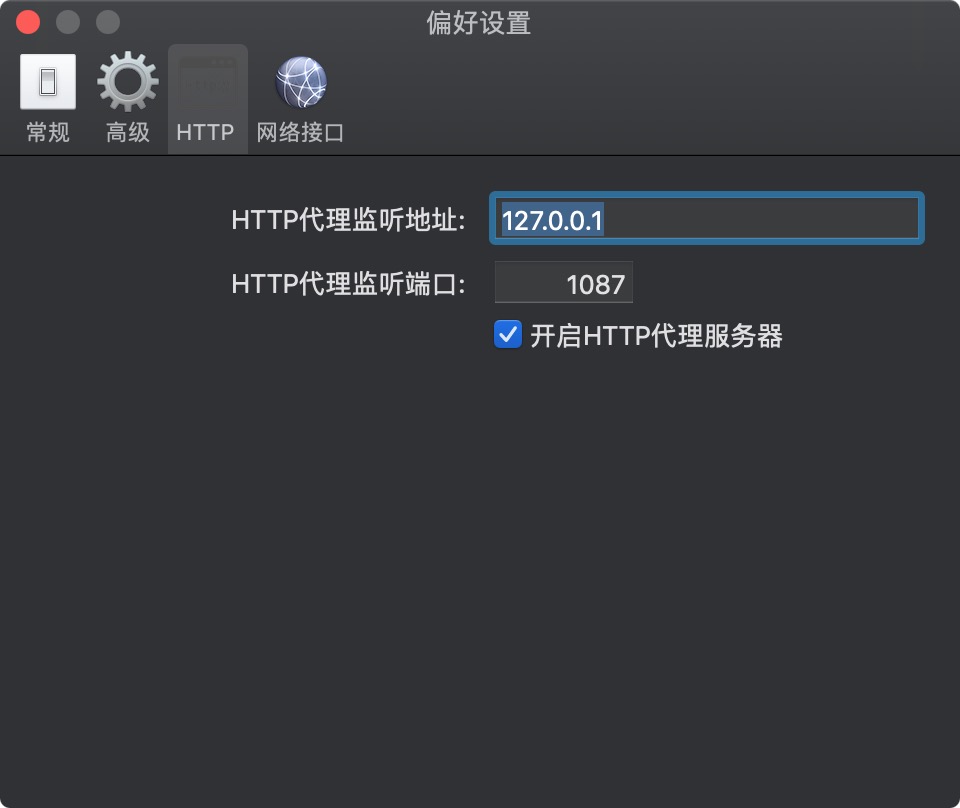 偏好设置
常规 高级 HTTP 网络接口
HTTP代理监听地址: 127.0.0.1
HTTP代理监听端口: 1087
开启HTTP代理服务器